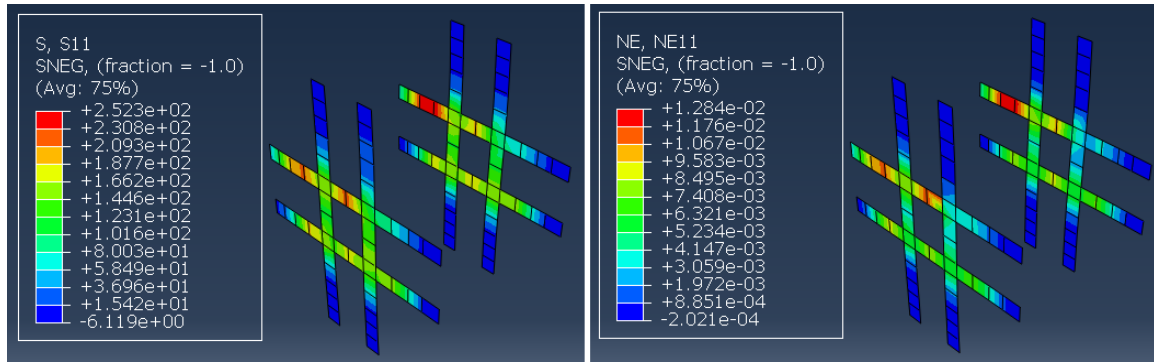 S, S11
SNEG, (fraction = -1.0)
(Avg: 75%)
+2.523e+02
+2.308e+02
+2.093e+02
+1.877e+02
+1.662e+02
+1.446e+02
+1.231e+02
+1.016e+02
+8.003e+01
+5.849e+01
+3.696e+01
+1.542e+01
-6.119e+00
NE, NE11
SNEG, (fraction = -1.0)
(Avg: 75%)
+1.284e-02
+1.176e-02
+1.067e-02
+9.583e-03
+8.495e-03
+7.408e-03
+6.321e-03
+5.234e-03
+4.147e-03
+3.059e-03
+1.972e-03
+8.851e-04
-2.021e-04